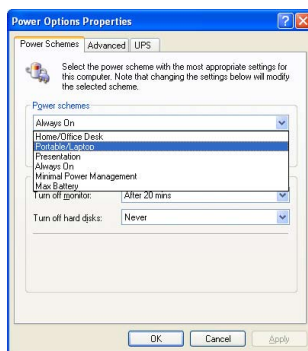 Power Options Properties
Power Schemes Advanced UPS
Select the power scheme with the most appropriate settings for
this computer. Note that changing the settings below will modify
the selected scheme.
Power schemes
Always On
Home/Office Desk
Portable/Laptop
Presentation
Always On
Minimal Power Management
Max Battery
Turn off monitor: After 20 mins
Turn off hard disks: Never
OK Cancel Apply